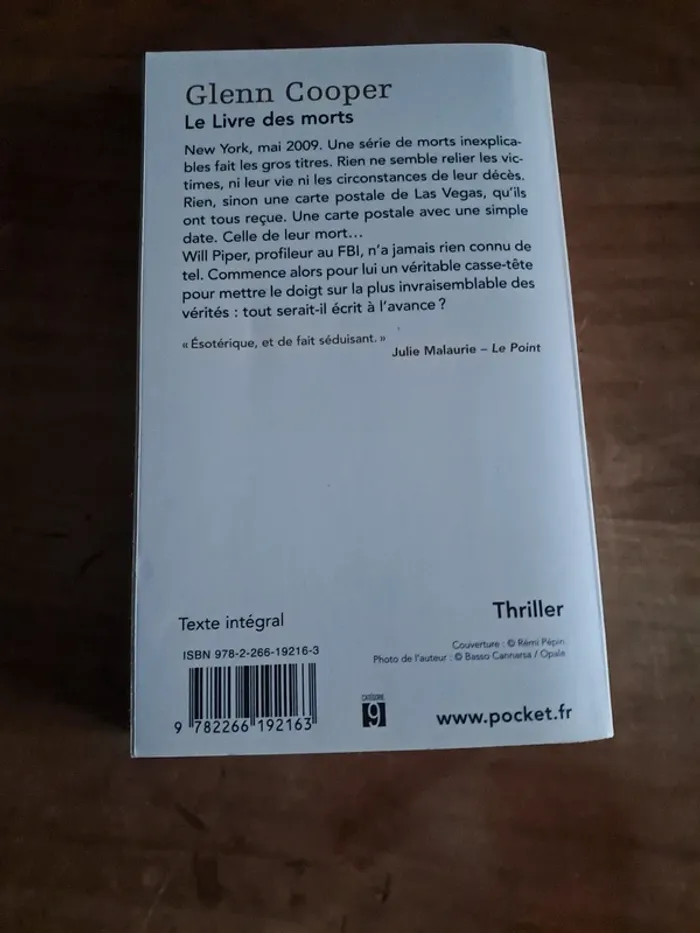 Glenn Cooper
Le Livre des morts
New York, mai 2009. Une série de morts inexplica-
bles fait les gros titres. Rien ne semble relier les vic-
times, ni leur vie ni les circonstances de leur décès.
Rien, sinon une carte postale de Las Vegas, qu'ils
ont tous reçue. Une carte postale avec une simple
date. Celle de leur mort…
Will Piper, profileur au FBI, n'a jamais rien connu de
tel. Commence alors pour lui un véritable casse-tête
pour mettre le doigt sur la plus invraisemblable des
vérités : tout serait-il écrit à l'avance ?
« Ésotérique, et de fait séduisant. »
Julie Malaurie – Le Point
Texte intégral
Thriller
Couverture : © Rémi Pépin
Photo de l'auteur : © Basso Cannarsa / Opale
ISBN 978-2-266-19216-3
9 782266 192163
CATÉGORIE
9
www.pocket.fr